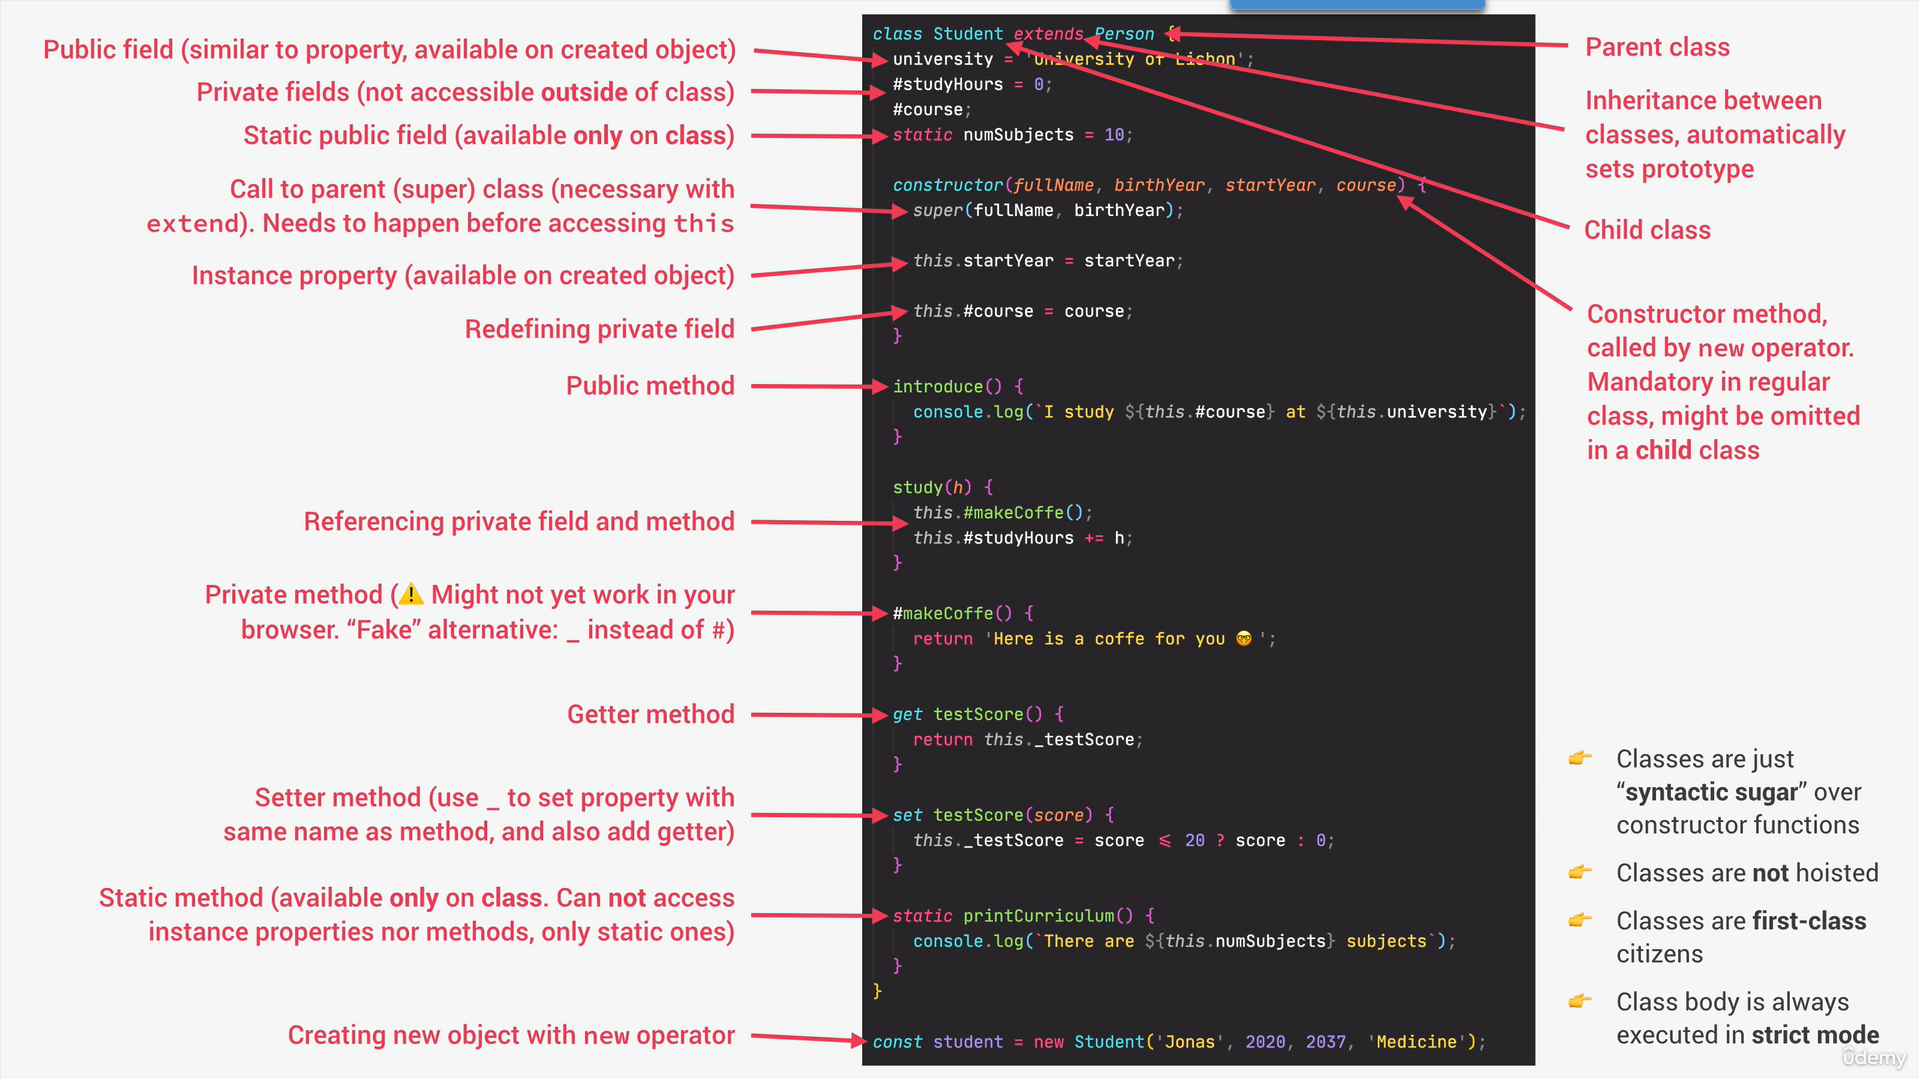 Public field (similar to property, available on created object)
Private fields (not accessible outside of class)
Static public field (available only on class)
Call to parent (super) class (necessary with
extend). Needs to happen before accessing this
Instance property (available on created object)
Redefining private field
Public method
Referencing private field and method
Private method (⚠️ Might not yet work in your
browser. “Fake” alternative: _ instead of #)
Getter method
Setter method (use _ to set property with
same name as method, and also add getter)
Static method (available only on class. Can not access
instance properties nor methods, only static ones)
Creating new object with new operator
class Student extends Person {
university = 'University of Lisbon';
#studyHours = 0;
#course;
static numSubjects = 10;
constructor(fullName, birthYear, startYear, course) {
super(fullName, birthYear);
this.startYear = startYear;
this.#course = course;
}
introduce() {
console.log(`I study ${this.#course} at ${this.university}`);
}
study(h) {
this.#makeCoffe();
this.#studyHours += h;
}
#makeCoffe() {
return 'Here is a coffe for you 🤓 ';
}
get testScore() {
return this._testScore;
}
set testScore(score) {
this._testScore = score ⩽ 20 ? score : 0;
}
static printCurriculum() {
console.log(`There are ${this.numSubjects} subjects`);
}
}
const student = new Student('Jonas', 2020, 2037, 'Medicine');
Parent class
Inheritance between
classes, automatically
sets prototype
Child class
Constructor method,
called by new operator.
Mandatory in regular
class, might be omitted
in a child class
👉 Classes are just
“syntactic sugar” over
constructor functions
👉 Classes are not hoisted
👉 Classes are first-class
citizens
👉 Class body is always
executed in strict mode
ûdemy